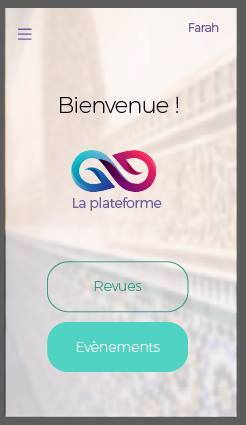 Farah
Bienvenue !
La plateforme
Revues
Evènements